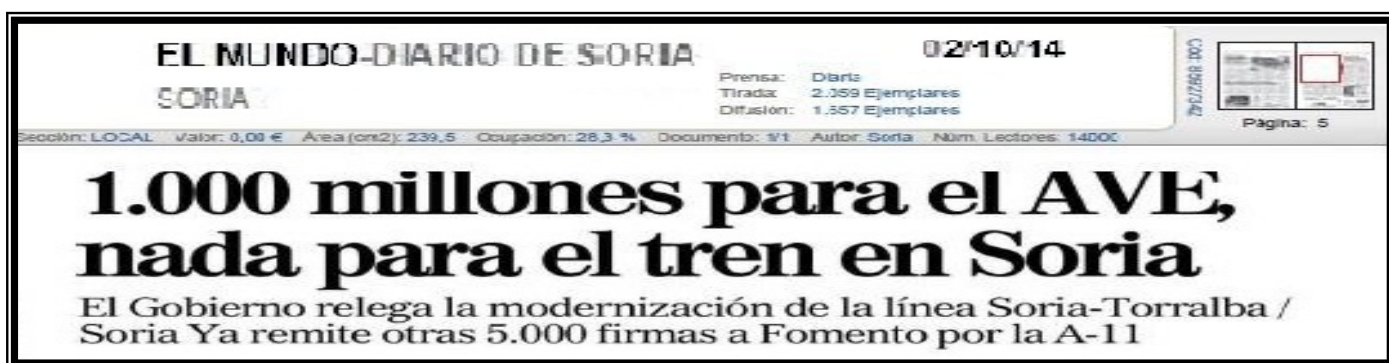 EL MUNDO-DIARIO DE SORIA
02/10/14
SORIA
Prensa: Diaria
Tirada: 2.059 Ejemplares
Difusión: 1.557 Ejemplares
Página: 5
Sección: LOCAL Valor: 0,00 € Área (cm2): 239,5 Ocupación: 28,3 % Documento: 1/1 Autor: Soria Núm. Lectores: 14000
1.000 millones para el AVE,
nada para el tren en Soria
El Gobierno relega la modernización de la línea Soria-Torralba /
Soria Ya remite otras 5.000 firmas a Fomento por la A-11